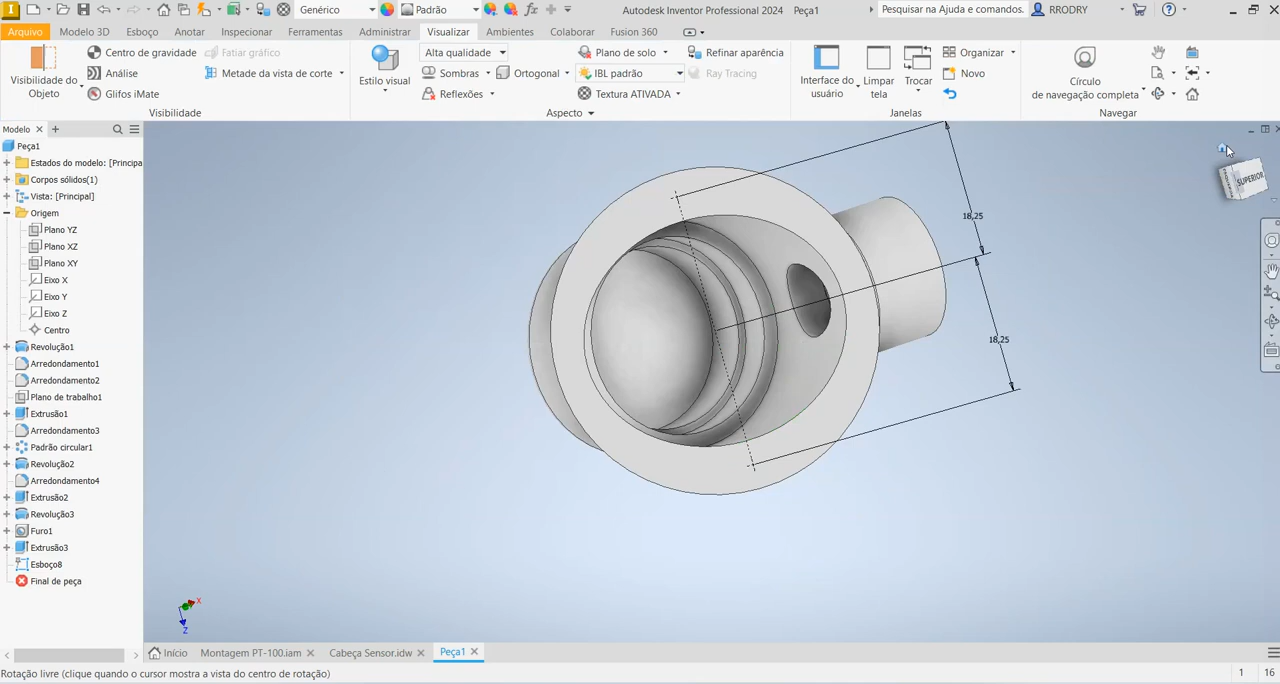 Genérico
Padrão
Autodesk Inventor Professional 2024 Peça1
Pesquisar na Ajuda e comandos.
RRODRY
Arquivo
Modelo 3D
Esboço
Anotar
Inspecionar
Ferramentas
Administrar
Visualizar
Ambientes
Colaborar
Fusion 360
Visibilidade do
Objeto
Centro de gravidade
Análise
Glifos iMate
Fatiar gráfico
Metade da vista de corte
Visibilidade
Estilo visual
Alta qualidade
Sombras
Reflexões
Ortogonal
Plano de solo
IBL padrão
Textura ATIVADA
Refinar aparência
Ray Tracing
Aspecto
Interface do
usuário
Limpar
tela
Trocar
Organizar
Novo
Janelas
Círculo
de navegação completa
Navegar
Modelo
Peça1
Estados do modelo: [Principa
Corpos sólidos(1)
Vista: [Principal]
Origem
Plano YZ
Plano XZ
Plano XY
Eixo X
Eixo Y
Eixo Z
Centro
Revolução1
Arredondamento1
Arredondamento2
Plano de trabalho1
Extrusão1
Arredondamento3
Padrão circular1
Revolução2
Arredondamento4
Extrusão2
Revolução3
Furo1
Extrusão3
Esboço8
Final de peça
SUPERIOR
18,25
18,25
X
Z
Início
Montagem PT-100.iam
Cabeça Sensor.idw
Peça1
Rotação livre (clique quando o cursor mostra a vista do centro de rotação)
1 16